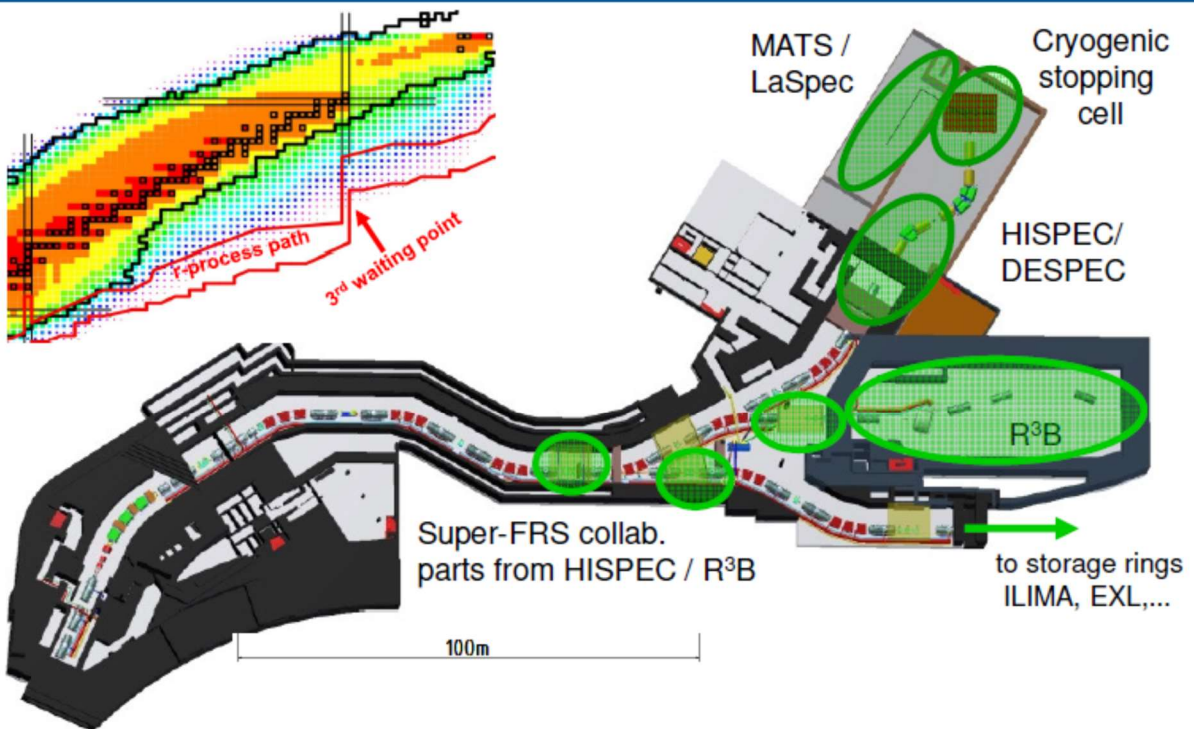 MATS /
LaSpec
Cryogenic
stopping
cell
r-process path
3rd waiting point
HISPEC/
DESPEC
R³B
Super-FRS collab.
parts from HISPEC / R³B
to storage rings
ILIMA, EXL,...
100m